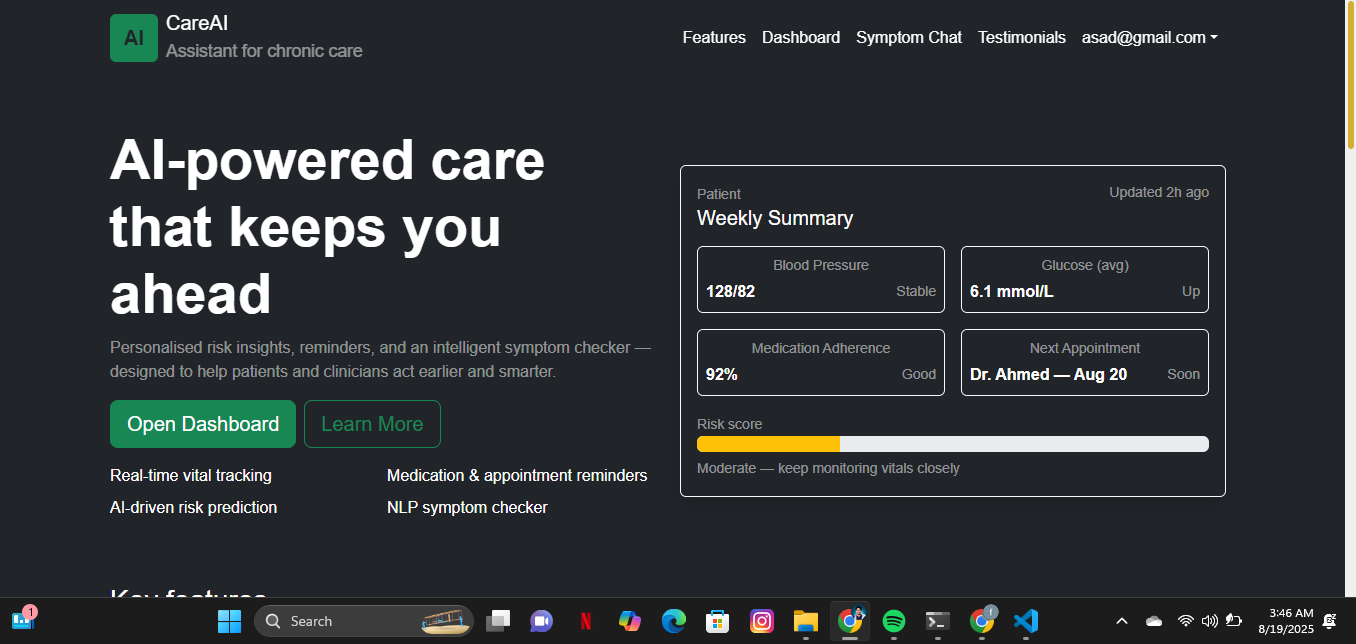 AI
CareAI
Assistant for chronic care
Features Dashboard Symptom Chat Testimonials asad@gmail.com
AI-powered care
that keeps you
ahead
Personalised risk insights, reminders, and an intelligent symptom checker —
designed to help patients and clinicians act earlier and smarter.
Open Dashboard Learn More
Real-time vital tracking Medication & appointment reminders
AI-driven risk prediction NLP symptom checker
Patient Updated 2h ago
Weekly Summary
Blood Pressure
128/82 Stable
Glucose (avg)
6.1 mmol/L Up
Medication Adherence
92% Good
Next Appointment
Dr. Ahmed — Aug 20 Soon
Risk score
Moderate — keep monitoring vitals closely
Key features
1
Search
3:46 AM
8/19/2025